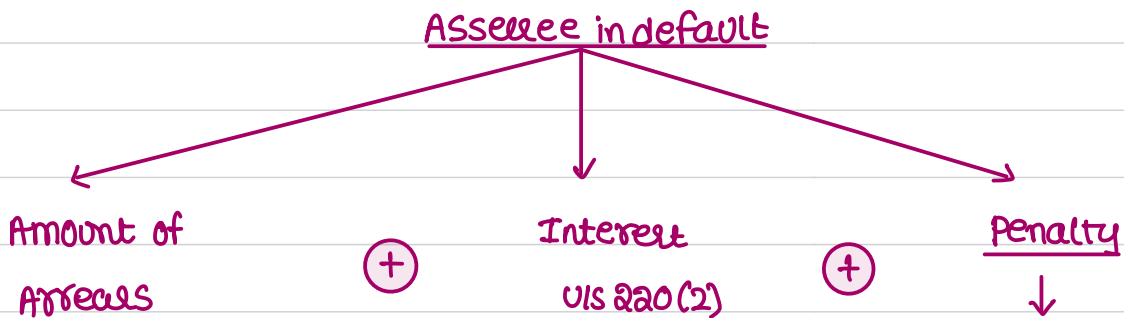 Assessee in default
Amount of Arrears
+
Interest U/S 220(2)
+
Penalty